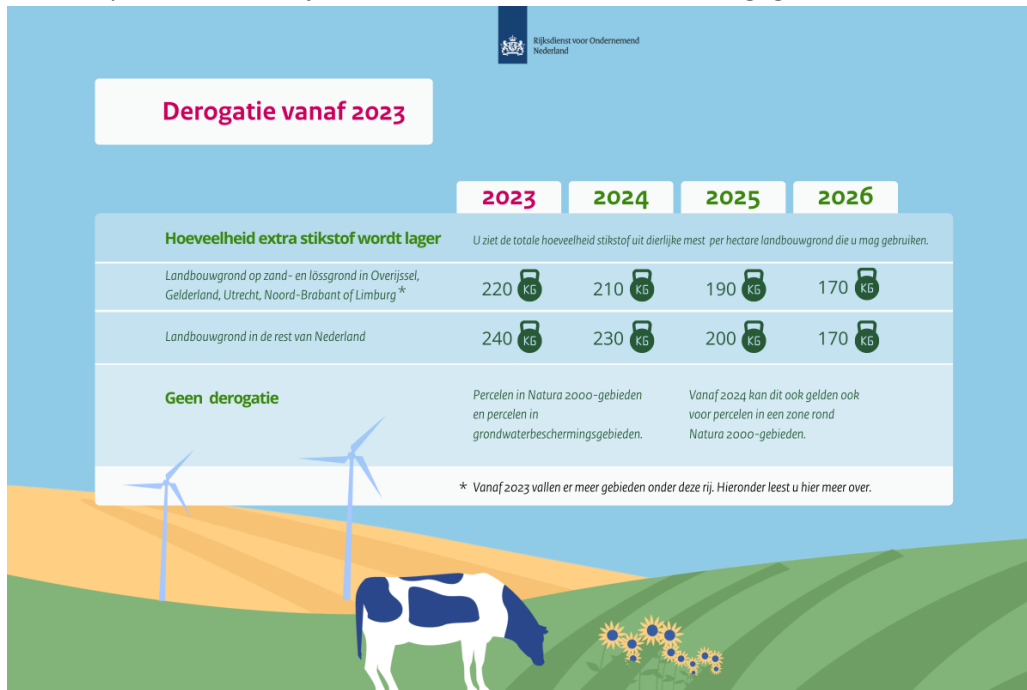 Rijksdienst voor Ondernemend
Nederland
Derogatie vanaf 2023
2023 2024 2025 2026
Hoeveelheid extra stikstof wordt lager U ziet de totale hoeveelheid stikstof uit dierlijke mest per hectare landbouwgrond die u mag gebruiken.
Landbouwgrond op zand- en lössgrond in Overijssel,
Gelderland, Utrecht, Noord-Brabant of Limburg *
220 KG 210 KG 190 KG 170 KG
Landbouwgrond in de rest van Nederland 240 KG 230 KG 200 KG 170 KG
Geen derogatie
Percelen in Natura 2000-gebieden
en percelen in
grondwaterbeschermingsgebieden.
Vanaf 2024 kan dit ook gelden ook
voor percelen in een zone rond
Natura 2000-gebieden.
* Vanaf 2023 vallen er meer gebieden onder deze rij. Hieronder leest u hier meer over.